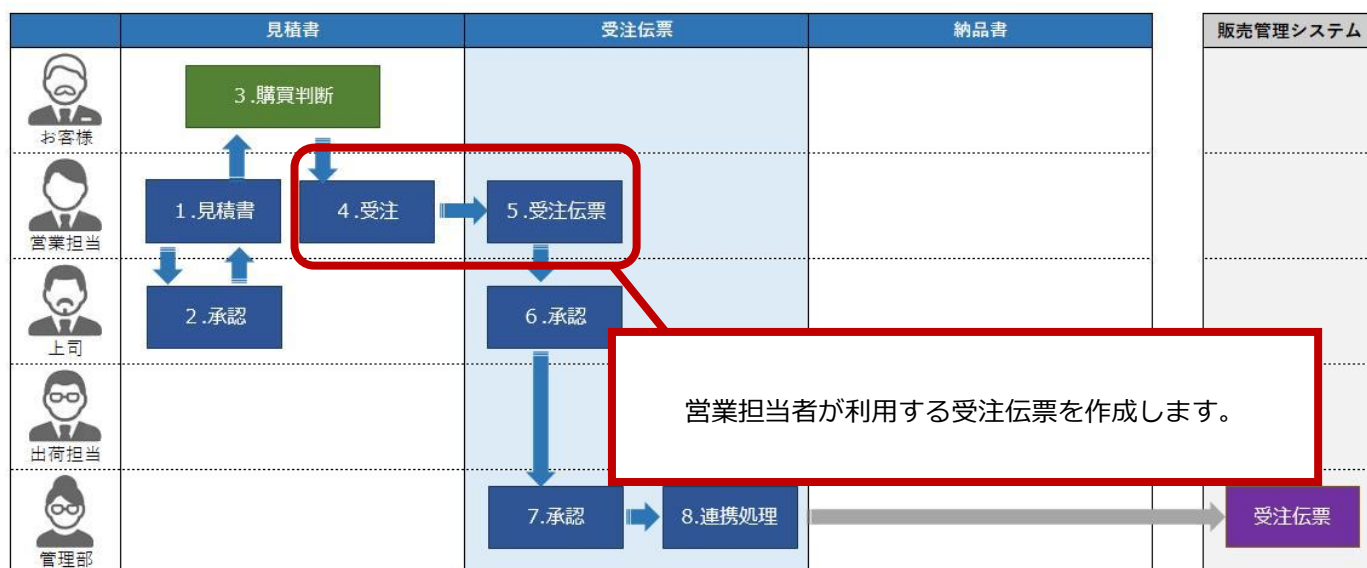 見積書
受注伝票
納品書
販売管理システム
お客様
3.購買判断
営業担当
1.見積書
4.受注
5.受注伝票
上司
2.承認
6.承認
営業担当者が利用する受注伝票を作成します。
出荷担当
管理部
7.承認
8.連携処理
受注伝票